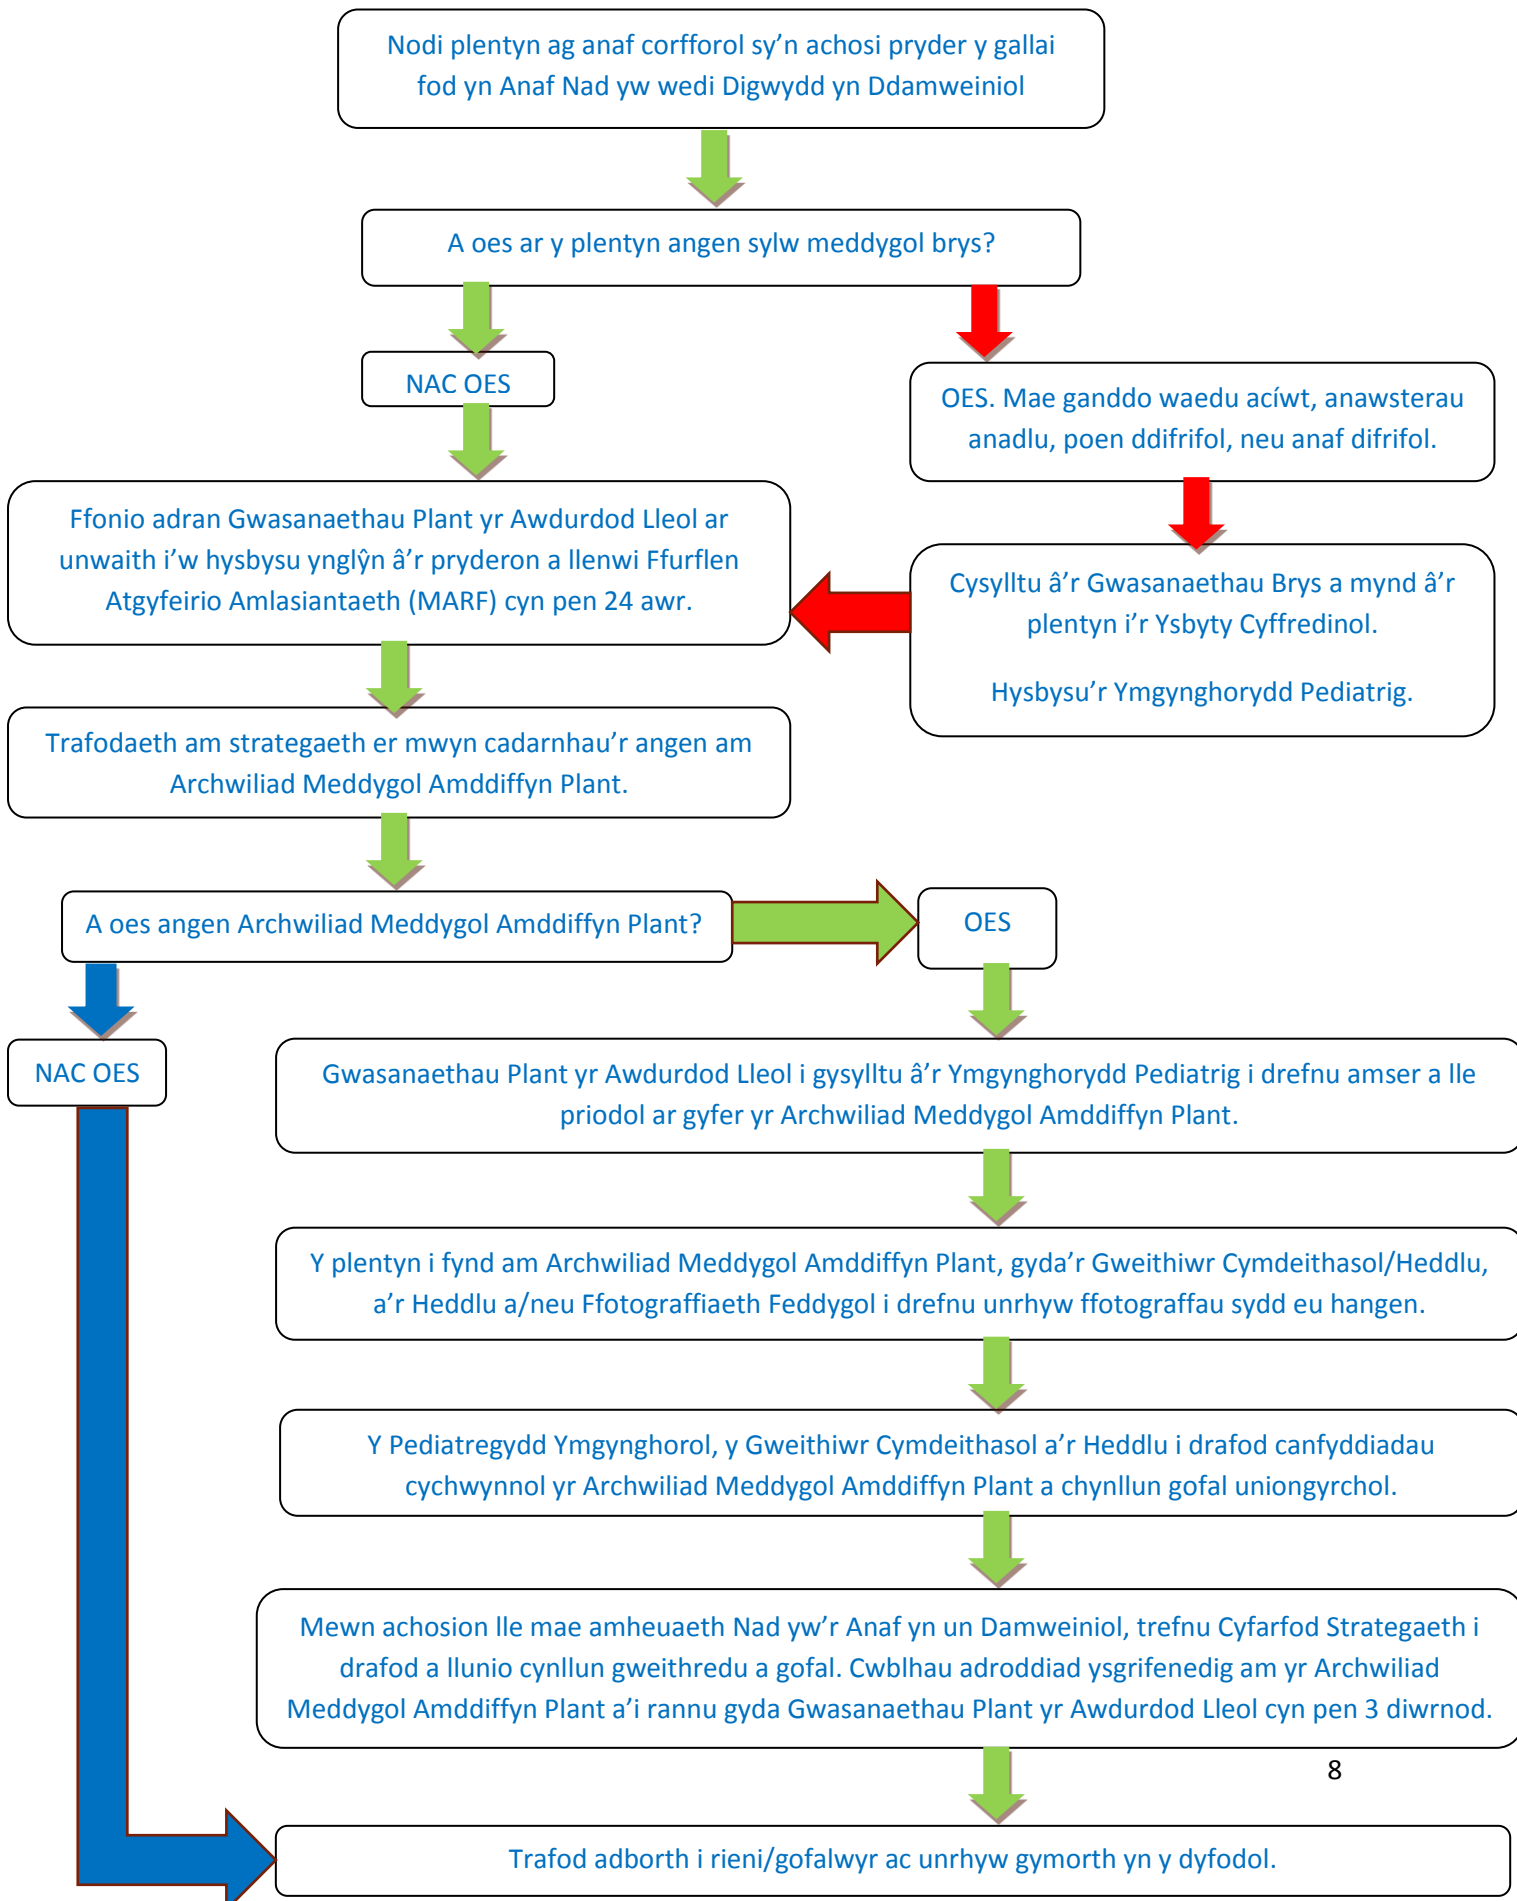 Nodi plentyn ag anaf corfforol sy’n achosi pryder y gallai
fod yn Anaf Nad yw wedi Digwydd yn Ddamweiniol
A oes ar y plentyn angen sylw meddygol brys?
NAC OES
OES. Mae ganddo waedu acíwt, anawsterau
anadlu, poen ddifrifol, neu anaf difrifol.
Ffonio adran Gwasanaethau Plant yr Awdurdod Lleol ar
unwaith i’w hysbysu ynglŷn â’r pryderon a llenwi Ffurflen
Atgyfeirio Amlasiantaeth (MARF) cyn pen 24 awr.
Cysylltu â’r Gwasanaethau Brys a mynd â’r
plentyn i’r Ysbyty Cyffredinol.
Hysbysu’r Ymgynghorydd Pediatrig.
Trafodaeth am strategaeth er mwyn cadarnhau’r angen am
Archwiliad Meddygol Amddiffyn Plant.
A oes angen Archwiliad Meddygol Amddiffyn Plant?
OES
NAC OES
Gwasanaethau Plant yr Awdurdod Lleol i gysylltu â’r Ymgynghorydd Pediatrig i drefnu amser a lle
priodol ar gyfer yr Archwiliad Meddygol Amddiffyn Plant.
Y plentyn i fynd am Archwiliad Meddygol Amddiffyn Plant, gyda’r Gweithiwr Cymdeithasol/Heddlu,
a’r Heddlu a/neu Ffotograffiaeth Feddygol i drefnu unrhyw ffotograffau sydd eu hangen.
Y Pediatregydd Ymgynghorol, y Gweithiwr Cymdeithasol a’r Heddlu i drafod canfyddiadau
cychwynnol yr Archwiliad Meddygol Amddiffyn Plant a chynllun gofal uniongyrchol.
Mewn achosion lle mae amheuaeth Nad yw’r Anaf yn un Damweiniol, trefnu Cyfarfod Strategaeth i
drafod a llunio cynllun gweithredu a gofal. Cwblhau adroddiad ysgrifenedig am yr Archwiliad
Meddygol Amddiffyn Plant a’i rannu gyda Gwasanaethau Plant yr Awdurdod Lleol cyn pen 3 diwrnod.
8
Trafod adborth i rieni/gofalwyr ac unrhyw gymorth yn y dyfodol.